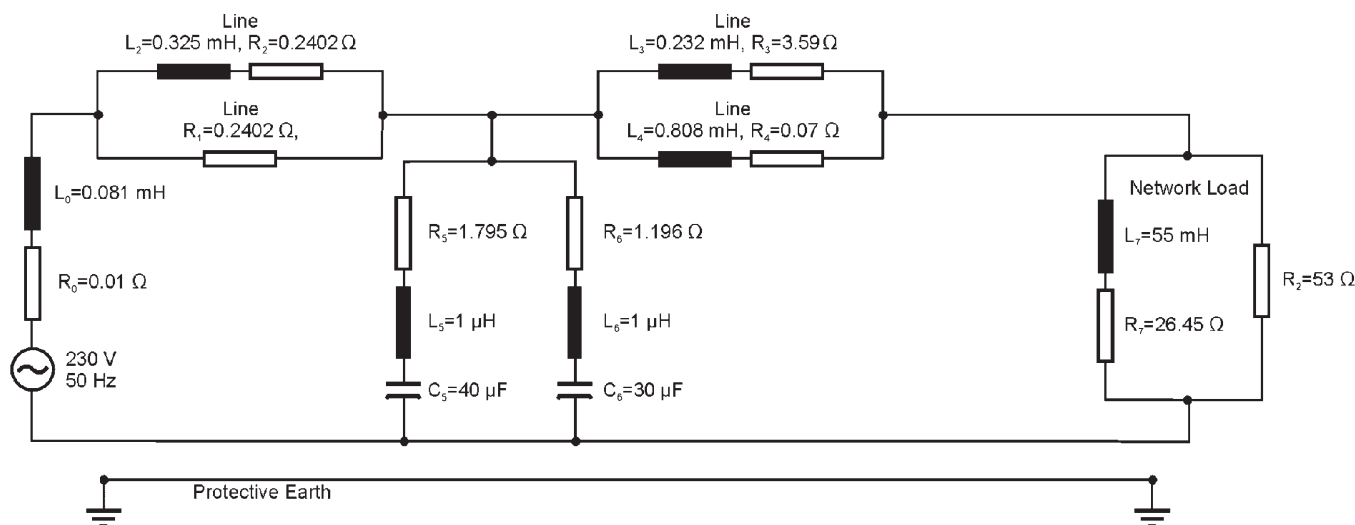 Line
L₂=0.325 mH, R₂=0.2402 Ω
Line
R₁=0.2402 Ω,
Line
L₃=0.232 mH, R₃=3.59 Ω
Line
L₄=0.808 mH, R₄=0.07 Ω
L₀=0.081 mH
R₀=0.01 Ω
230 V
50 Hz
R₅=1.795 Ω
L₅=1 µH
C₅=40 µF
R₆=1.196 Ω
L₆=1 µH
C₆=30 µF
Network Load
L₇=55 mH
R₇=26.45 Ω
R₂=53 Ω
Protective Earth